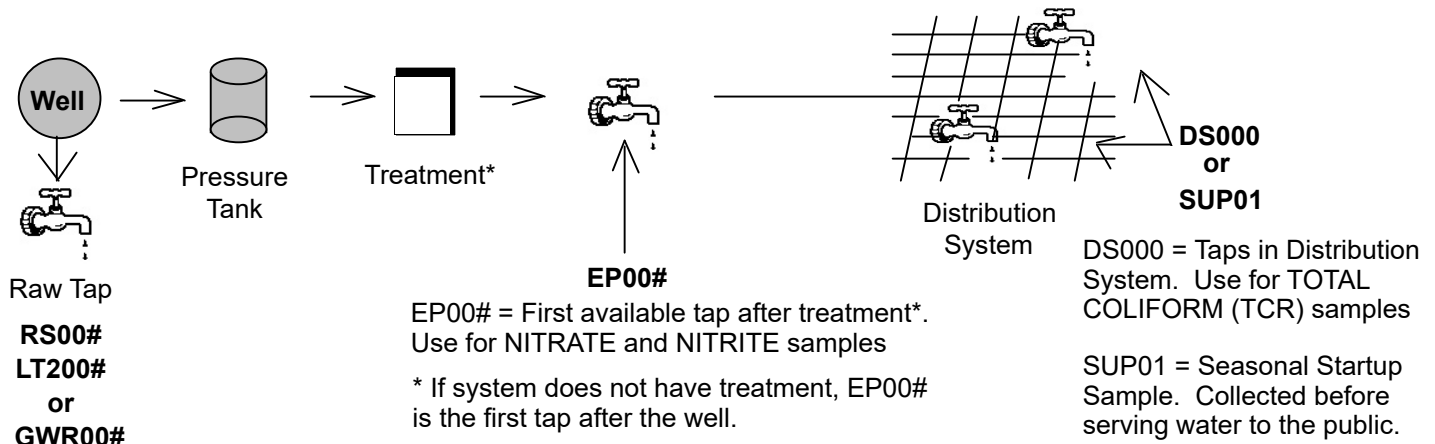 Well
Pressure
Tank
Treatment*
Raw Tap
RS00#
LT200#
or
GWR00#
EP00#
EP00# = First available tap after treatment*.
Use for NITRATE and NITRITE samples
* If system does not have treatment, EP00#
is the first tap after the well.
Distribution
System
DS000
or
SUP01
DS000 = Taps in Distribution
System. Use for TOTAL
COLIFORM (TCR) samples
SUP01 = Seasonal Startup
Sample. Collected before
serving water to the public.